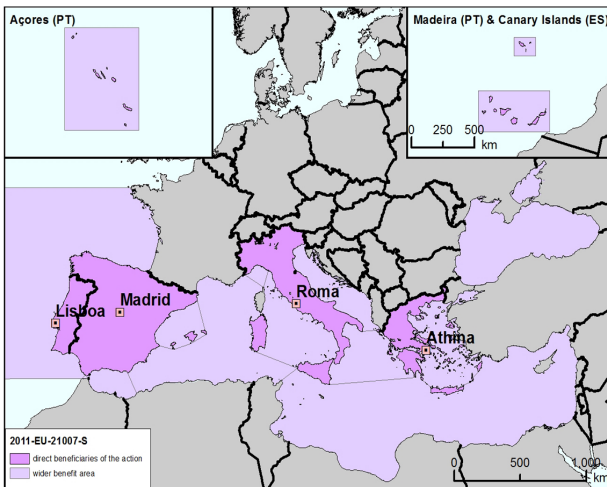 Açores (PT)
Madeira (PT) & Canary Islands (ES)
0 250 500
km
Lisboa
Madrid
Roma
Athina
2011-EU-21007-S
direct beneficiaries of the action
wider benefit area
0 500 1,000
km